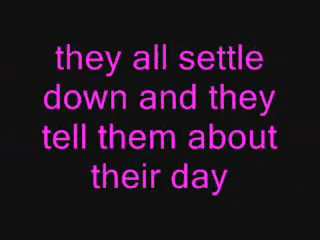 they all settle
down and they
tell them about
their day